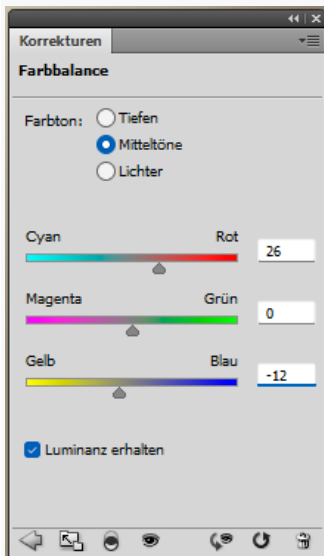 Korrekturen
Farbbalance
Farbton: Tiefen
Mitteltöne
Lichter
Cyan Rot 26
Magenta Grün 0
Gelb Blau -12
Luminanz erhalten